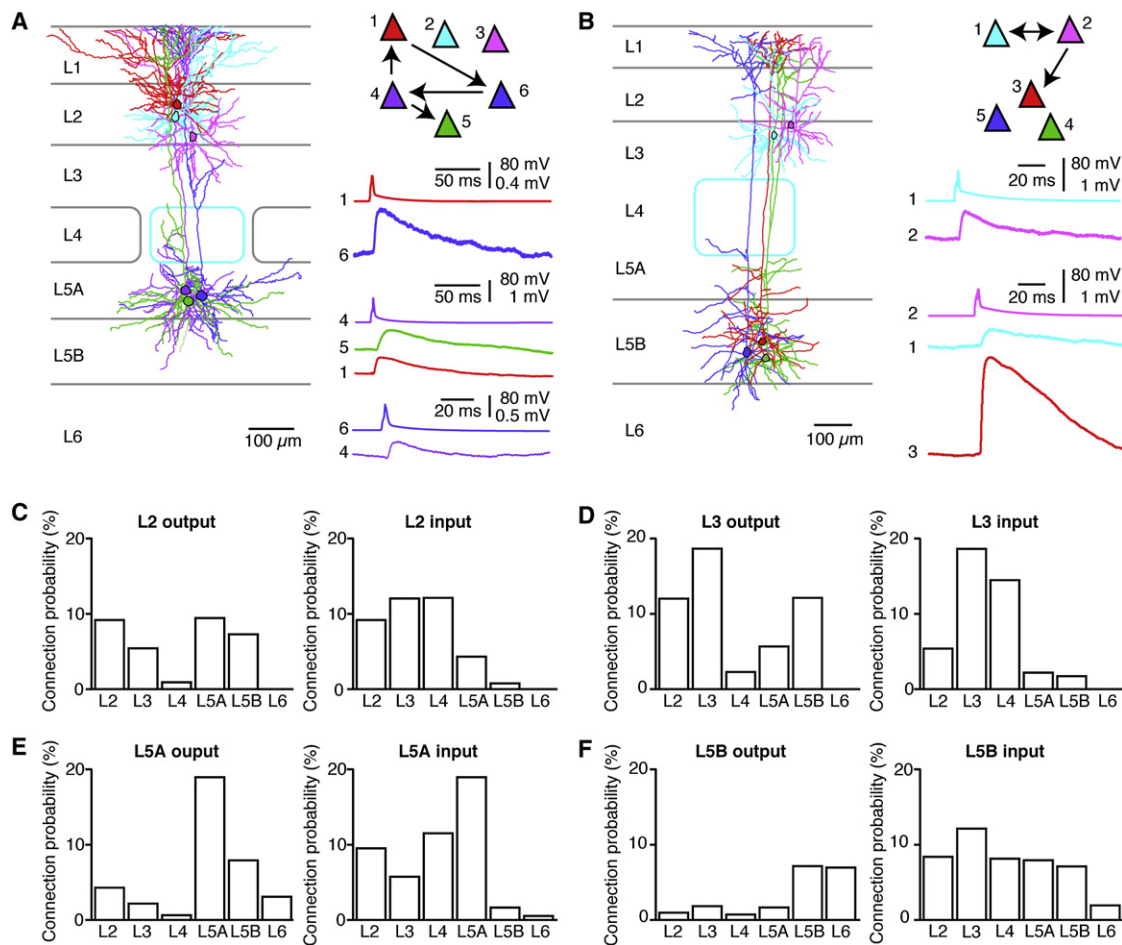 A
L1
L2
L3
L4
L5A
L5B
L6
100 µm
1
2
3
4
6
5
50 ms
80 mV
0.4 mV
1
6
50 ms
80 mV
1 mV
4
5
1
20 ms
80 mV
0.5 mV
6
4
B
L1
L2
L3
L4
L5A
L5B
L6
100 µm
1
2
3
5
4
20 ms
80 mV
1 mV
1
2
20 ms
80 mV
1 mV
2
1
3
C
L2 output
Connection probability (%)
20
10
0
L2 L3 L4 L5A L5B L6
L2 input
Connection probability (%)
20
10
0
L2 L3 L4 L5A L5B L6
D
L3 output
Connection probability (%)
20
10
0
L2 L3 L4 L5A L5B L6
L3 input
Connection probability (%)
20
10
0
L2 L3 L4 L5A L5B L6
E
L5A ouput
Connection probability (%)
20
10
0
L2 L3 L4 L5A L5B L6
L5A input
Connection probability (%)
20
10
0
L2 L3 L4 L5A L5B L6
F
L5B output
Connection probability (%)
20
10
0
L2 L3 L4 L5A L5B L6
L5B input
Connection probability (%)
20
10
0
L2 L3 L4 L5A L5B L6